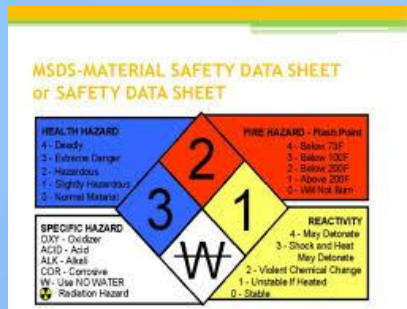 MSDS-MATERIAL SAFETY DATA SHEET
or SAFETY DATA SHEET
HEALTH HAZARD
4 - Deadly
3 - Extreme Danger
2 - Hazardous
1 - Slightly Hazardous
0 - Normal Material
FIRE HAZARD - Flash Point
4 - Below 73F
3 - Below 100F
2 - Below 200F
1 - Above 200F
0 - Will Not Burn
2
3
1
W
SPECIFIC HAZARD
OXY - Oxidizer
ACID - Acid
ALK - Alkali
COR - Corrosive
W - Use NO WATER
Radiation Hazard
REACTIVITY
4 - May Detonate
3 - Shock and Heat
May Detonate
2 - Violent Chemical Change
1 - Unstable If Heated
0 - Stable